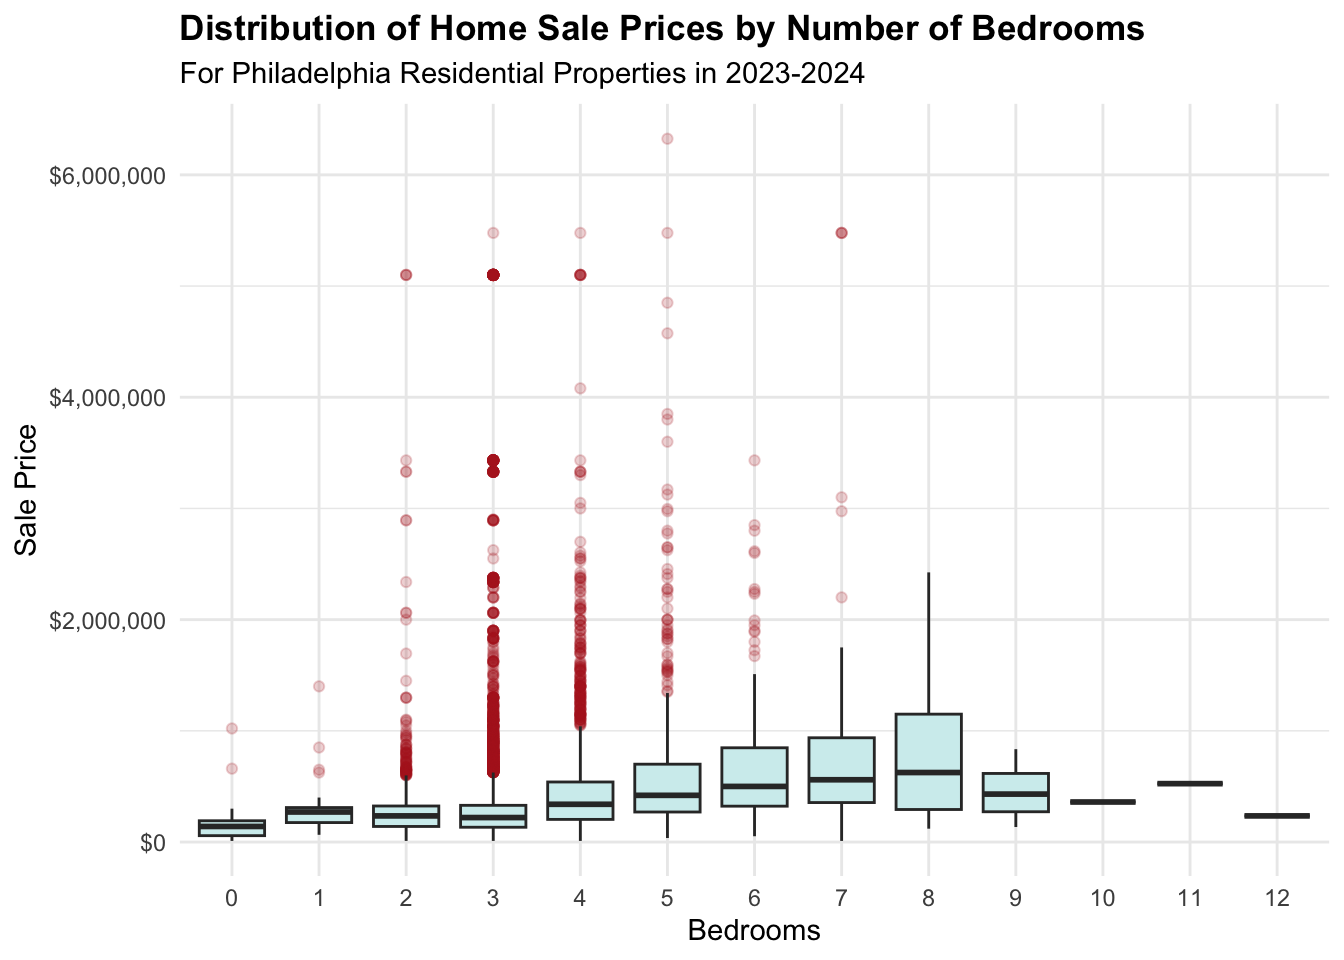 Distribution of Home Sale Prices by Number of Bedrooms
For Philadelphia Residential Properties in 2023-2024
$6,000,000
$4,000,000
$2,000,000
$0
Sale Price
0 1 2 3 4 5 6 7 8 9 10 11 12
Bedrooms